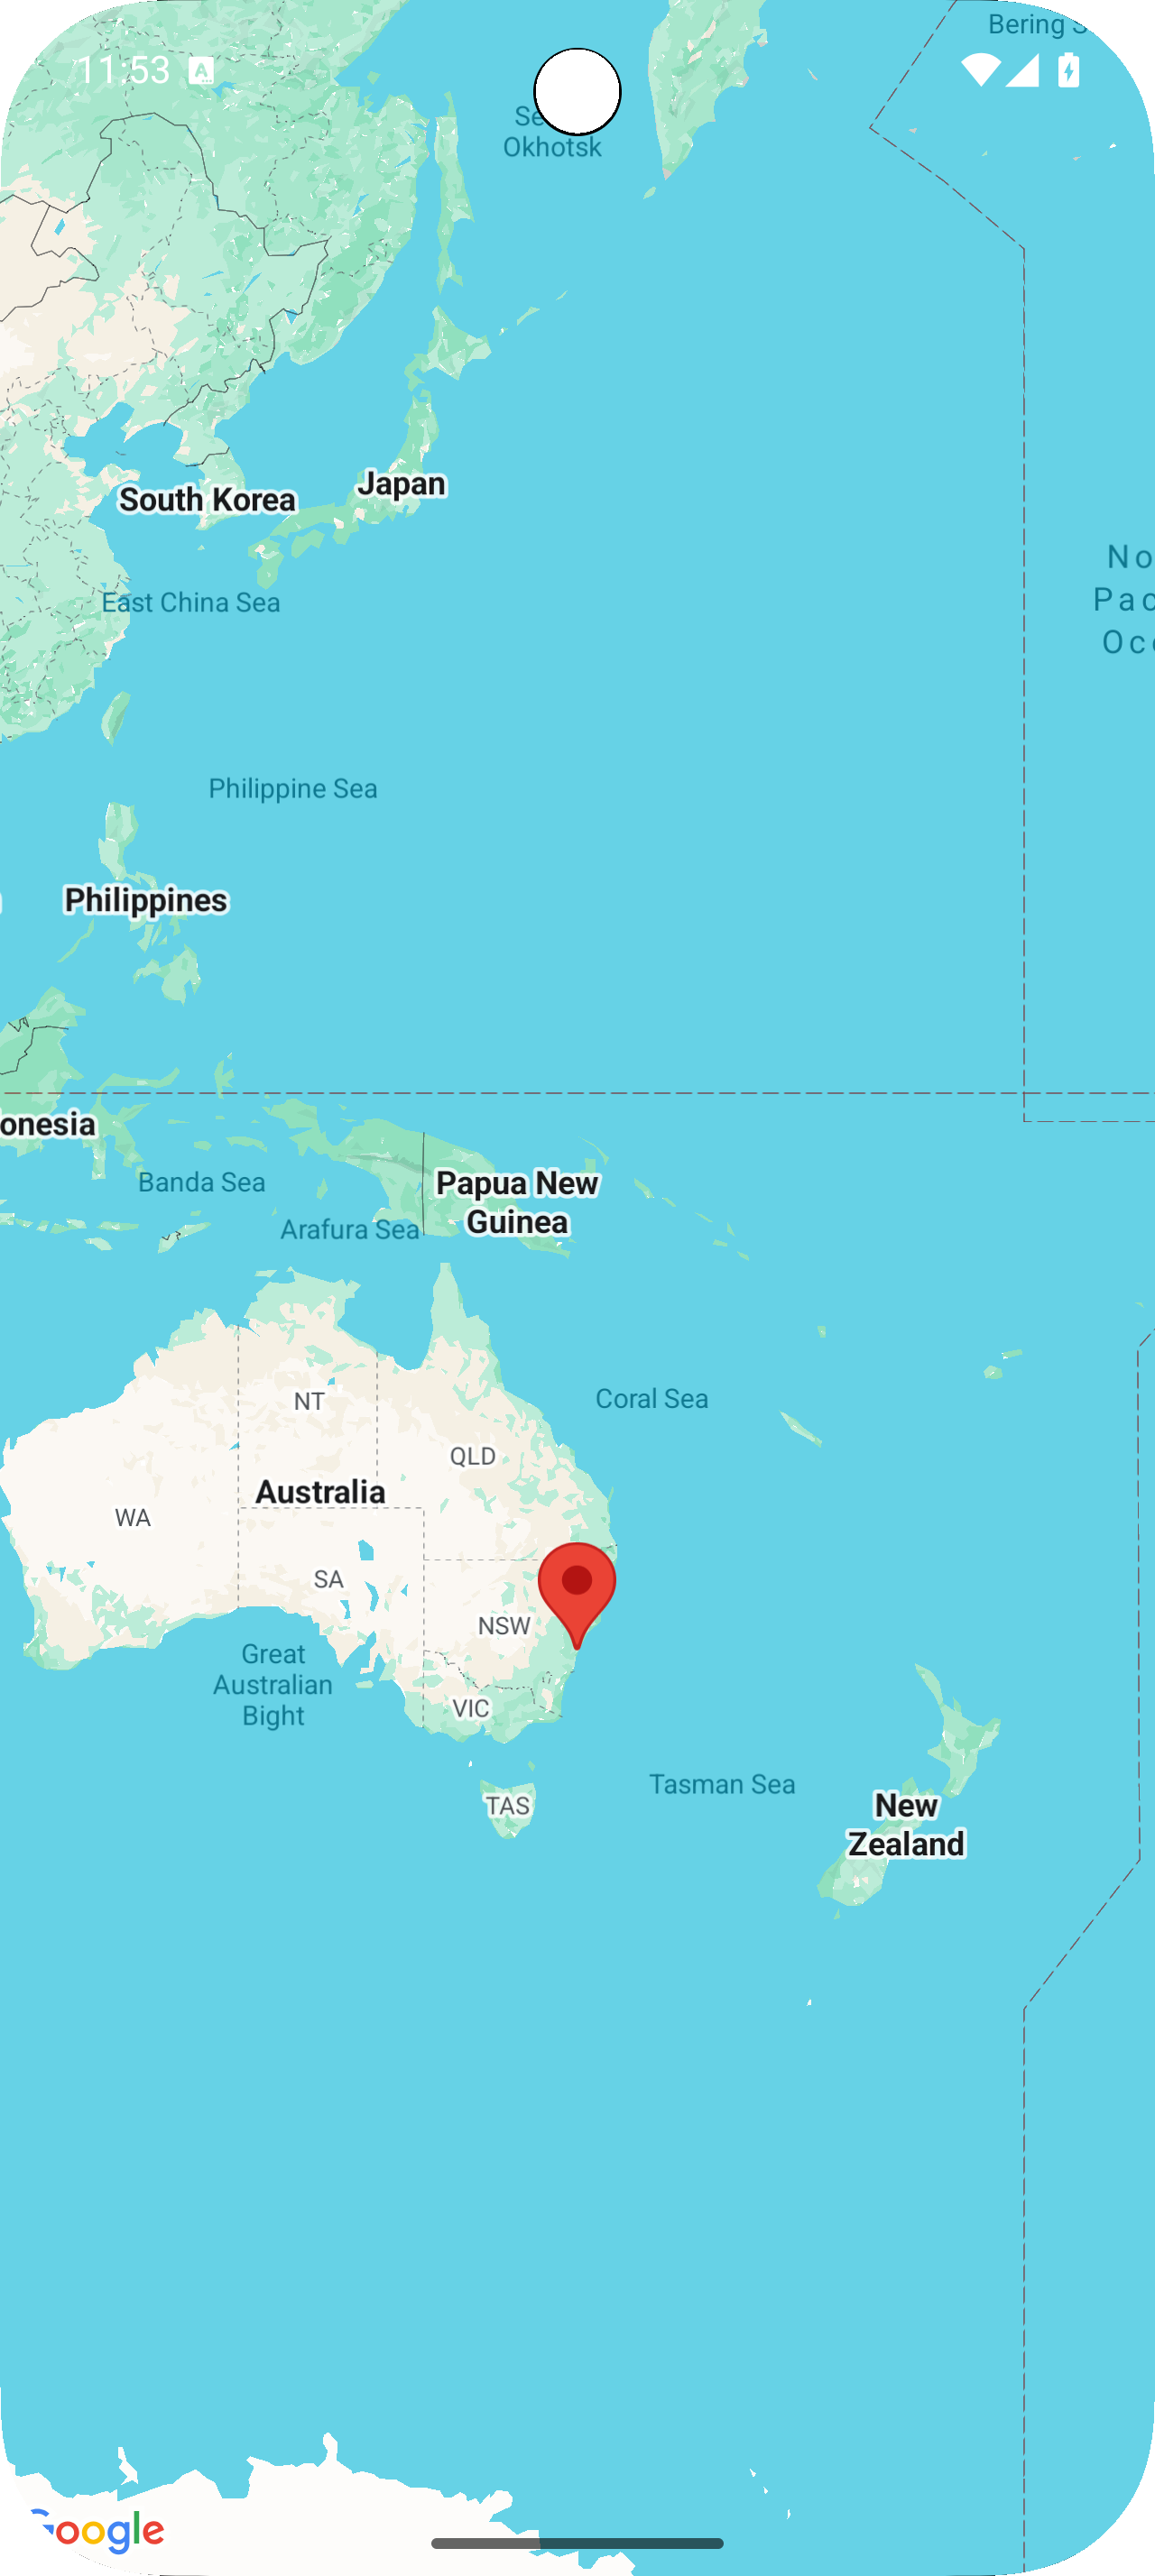 Bering S
11:53
Se
Okhotsk
Japan
South Korea
No
Pac
Oce
East China Sea
Philippine Sea
Philippines
onesia
Banda Sea
Papua New
Guinea
Arafura Sea
NT
Coral Sea
QLD
Australia
WA
SA
NSW
Great
Australian
Bight
VIC
Tasman Sea
TAS
New
Zealand
Google